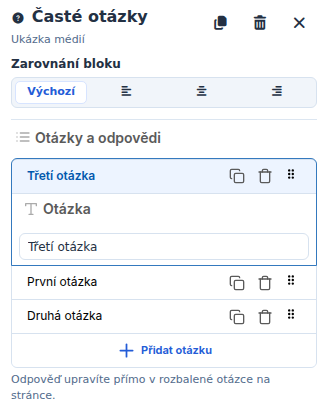 Časté otázky
Ukázka médií
Zarovnání bloku
Výchozí
Otázky a odpovědi
Třetí otázka
Otázka
Třetí otázka
První otázka
Druhá otázka
Přidat otázku
Odpověď upravíte přímo v rozbalené otázce na
stránce.